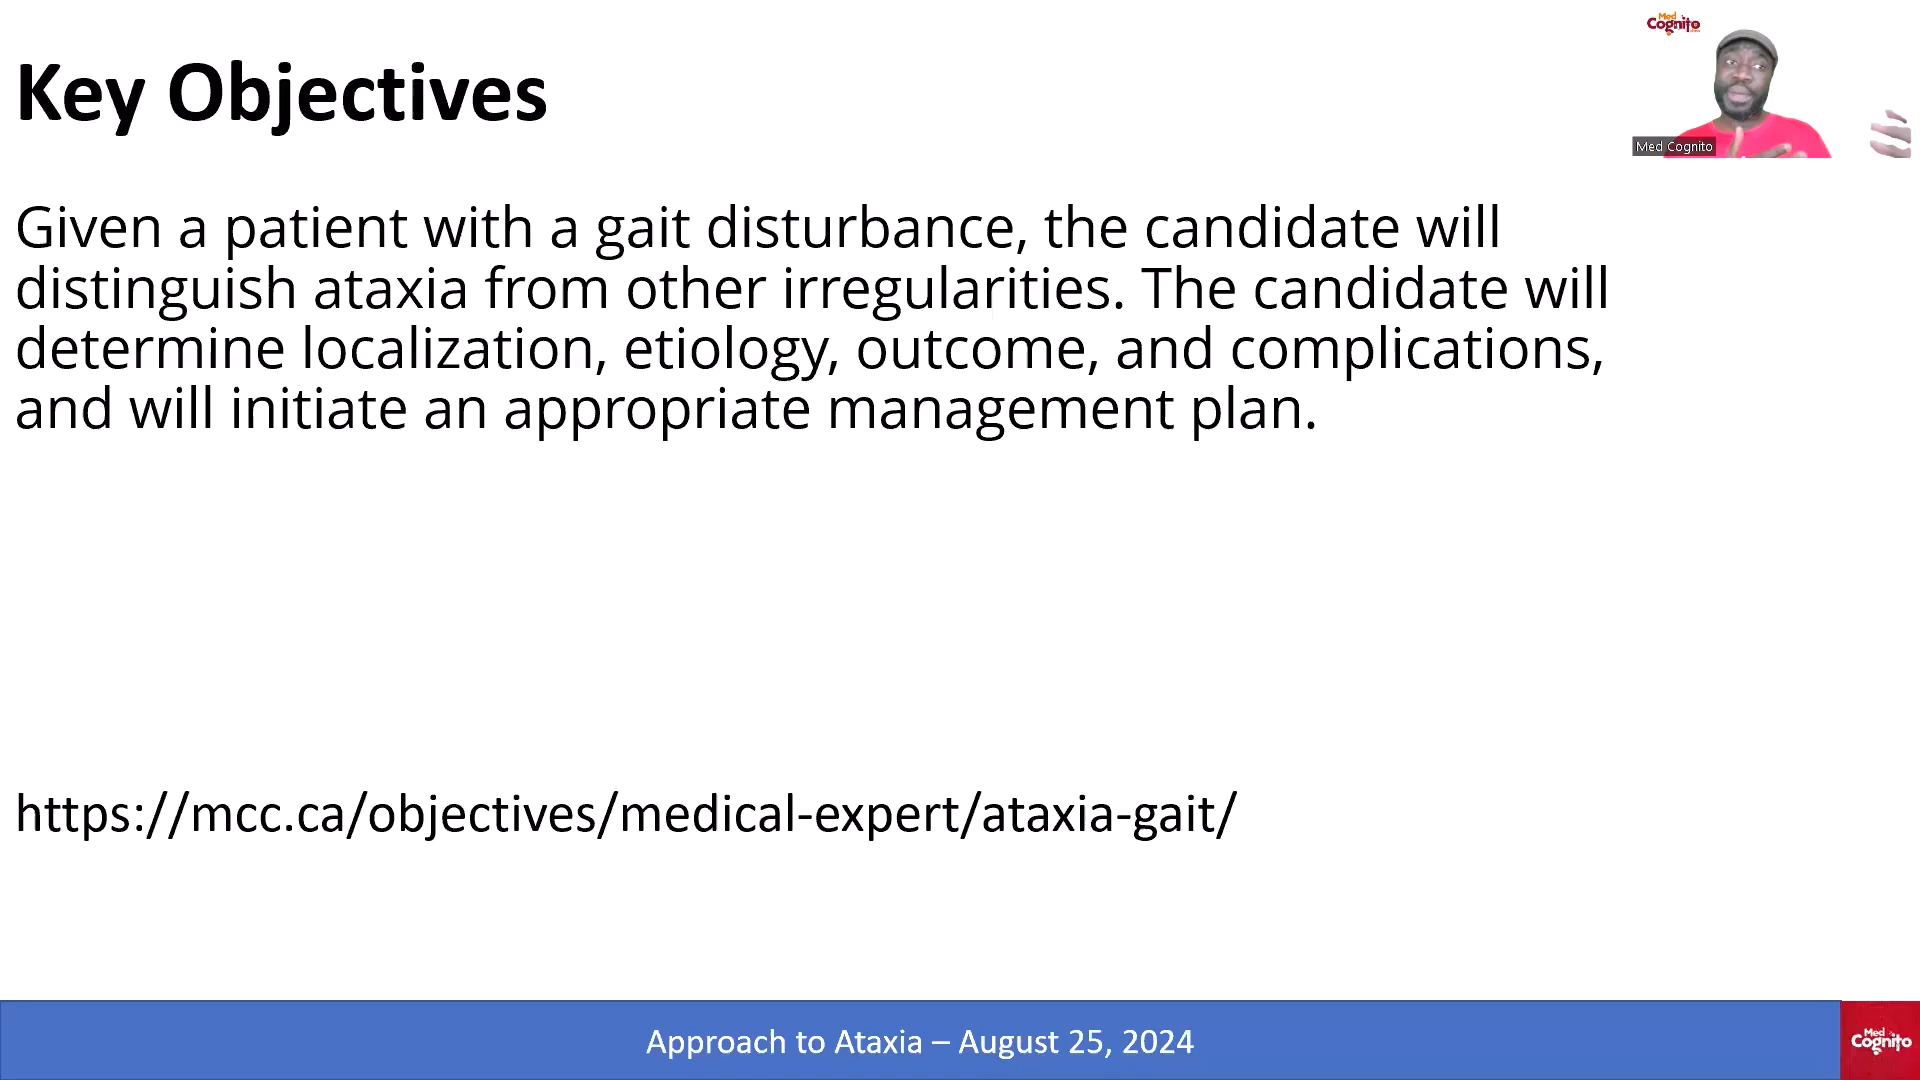 Med
Cognito
Key Objectives
Med Cognito
Given a patient with a gait disturbance, the candidate will
distinguish ataxia from other irregularities. The candidate will
determine localization, etiology, outcome, and complications,
and will initiate an appropriate management plan.
https://mcc.ca/objectives/medical-expert/ataxia-gait/
Approach to Ataxia – August 25, 2024
Med
Cognito